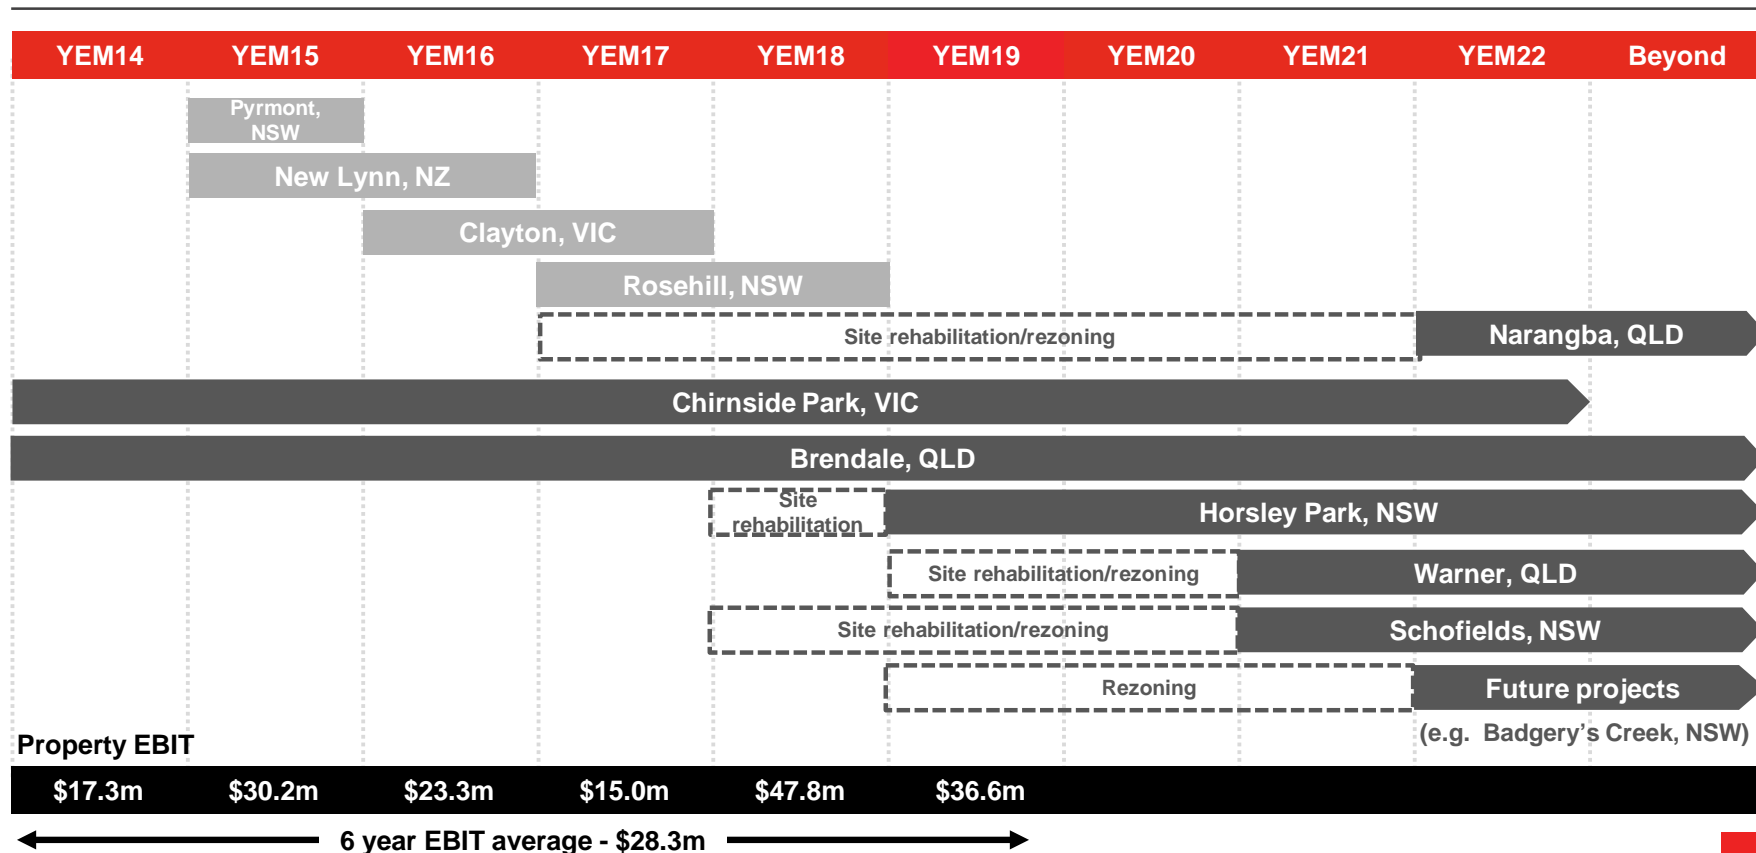 YEM14 YEM15 YEM16 YEM17 YEM18 YEM19 YEM20 YEM21 YEM22 Beyond
Pyrmont,
NSW
New Lynn, NZ
Clayton, VIC
Rosehill, NSW
Site rehabilitation/rezoning Narangba, QLD
Chirnside Park, VIC
Brendale, QLD
Site
rehabilitation
Horsley Park, NSW
Site rehabilitation/rezoning Warner, QLD
Site rehabilitation/rezoning Schofields, NSW
Rezoning Future projects
(e.g. Badgery's Creek, NSW)
Property EBIT
$17.3m $30.2m $23.3m $15.0m $47.8m $36.6m
6 year EBIT average - $28.3m